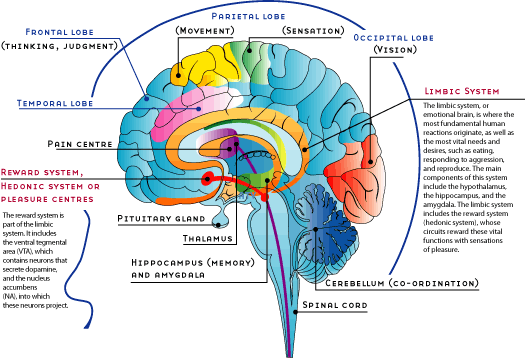 Parietal lobe
Frontal lobe
(Movement)
(Sensation)
Occipital lobe
(thinking, judgment)
(Vision)
Temporal lobe
Limbic System
The limbic system, or
emotional brain, is where the
most fundamental human
reactions originate, as well as
the most vital needs and
desires, such as eating,
responding to aggression,
and reproduce. The main
components of this system
include the hypothalamus,
the hippocampus, and the
amygdala. The limbic system
includes the reward system
(hedonic system), whose
circuits reward these vital
functions with sensations
of pleasure.
Pain centre
Reward system,
Hedonic system or
pleasure centres
The reward system is
part of the limbic
system. It includes
the ventral tegmental
area (VTA), which
contains neurons that
secrete dopamine,
and the nucleus
accumbens
(NA), into which
these neurons project.
Pituitary gland
Thalamus
Hippocampus (memory)
and amygdala
Cerebellum (co-ordination)
Spinal cord